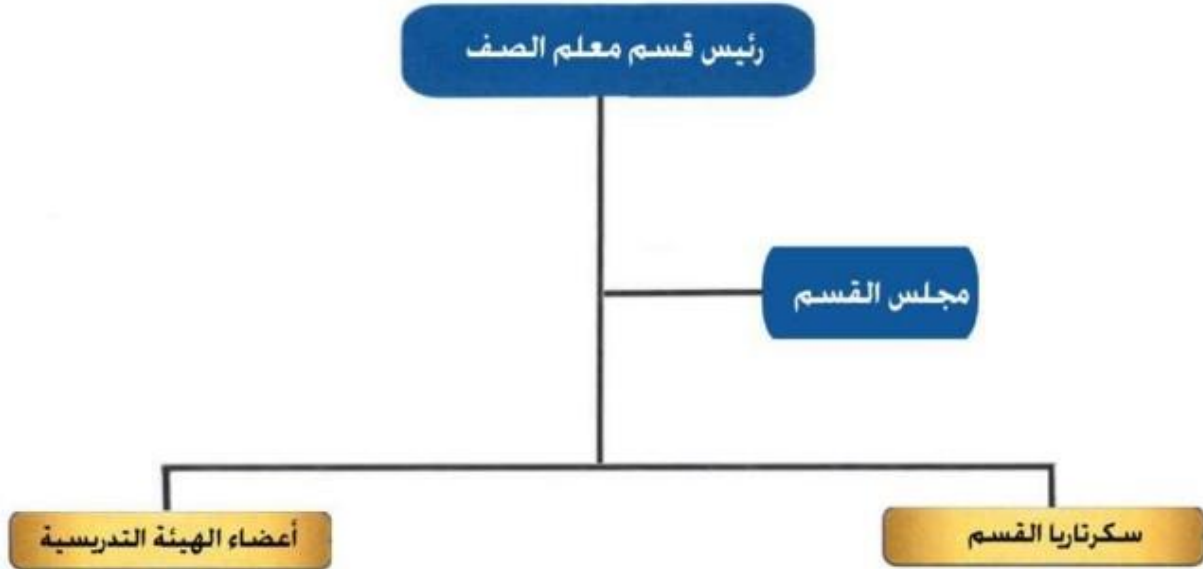 رئيس قسم معلم الصف
مجلس القسم
سكرتاريا القسم
أعضاء الهيئة التدريسية